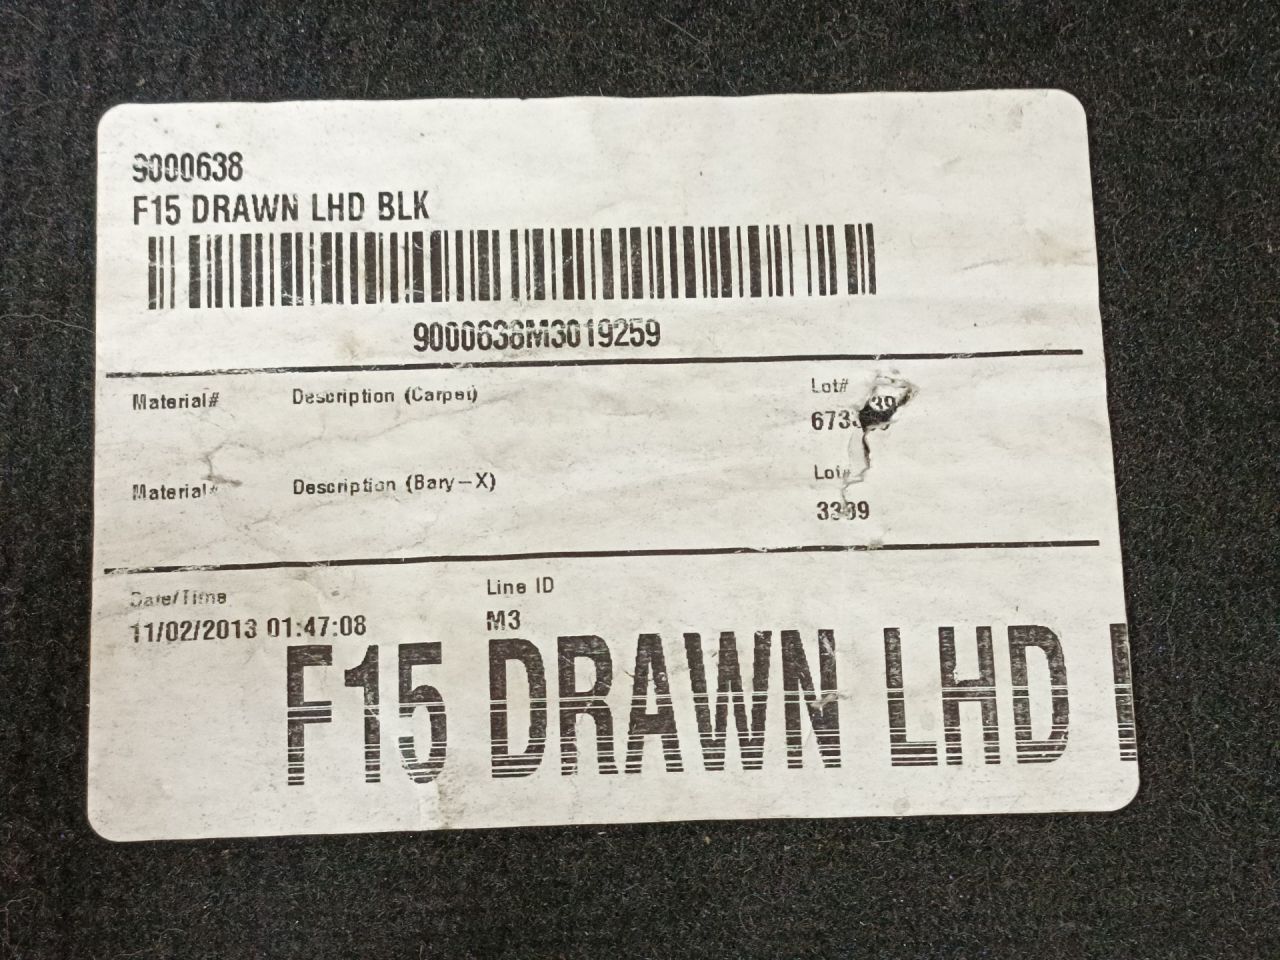 9000638
F15 DRAWN LHD BLK
9000638M3019259
Material# Description (Carpet) Lot#
Material# Description (Bary-X) Lot#
3389
Date/Time Line ID
11/02/2013 01:47:08 M3
F15 DRAWN LHD